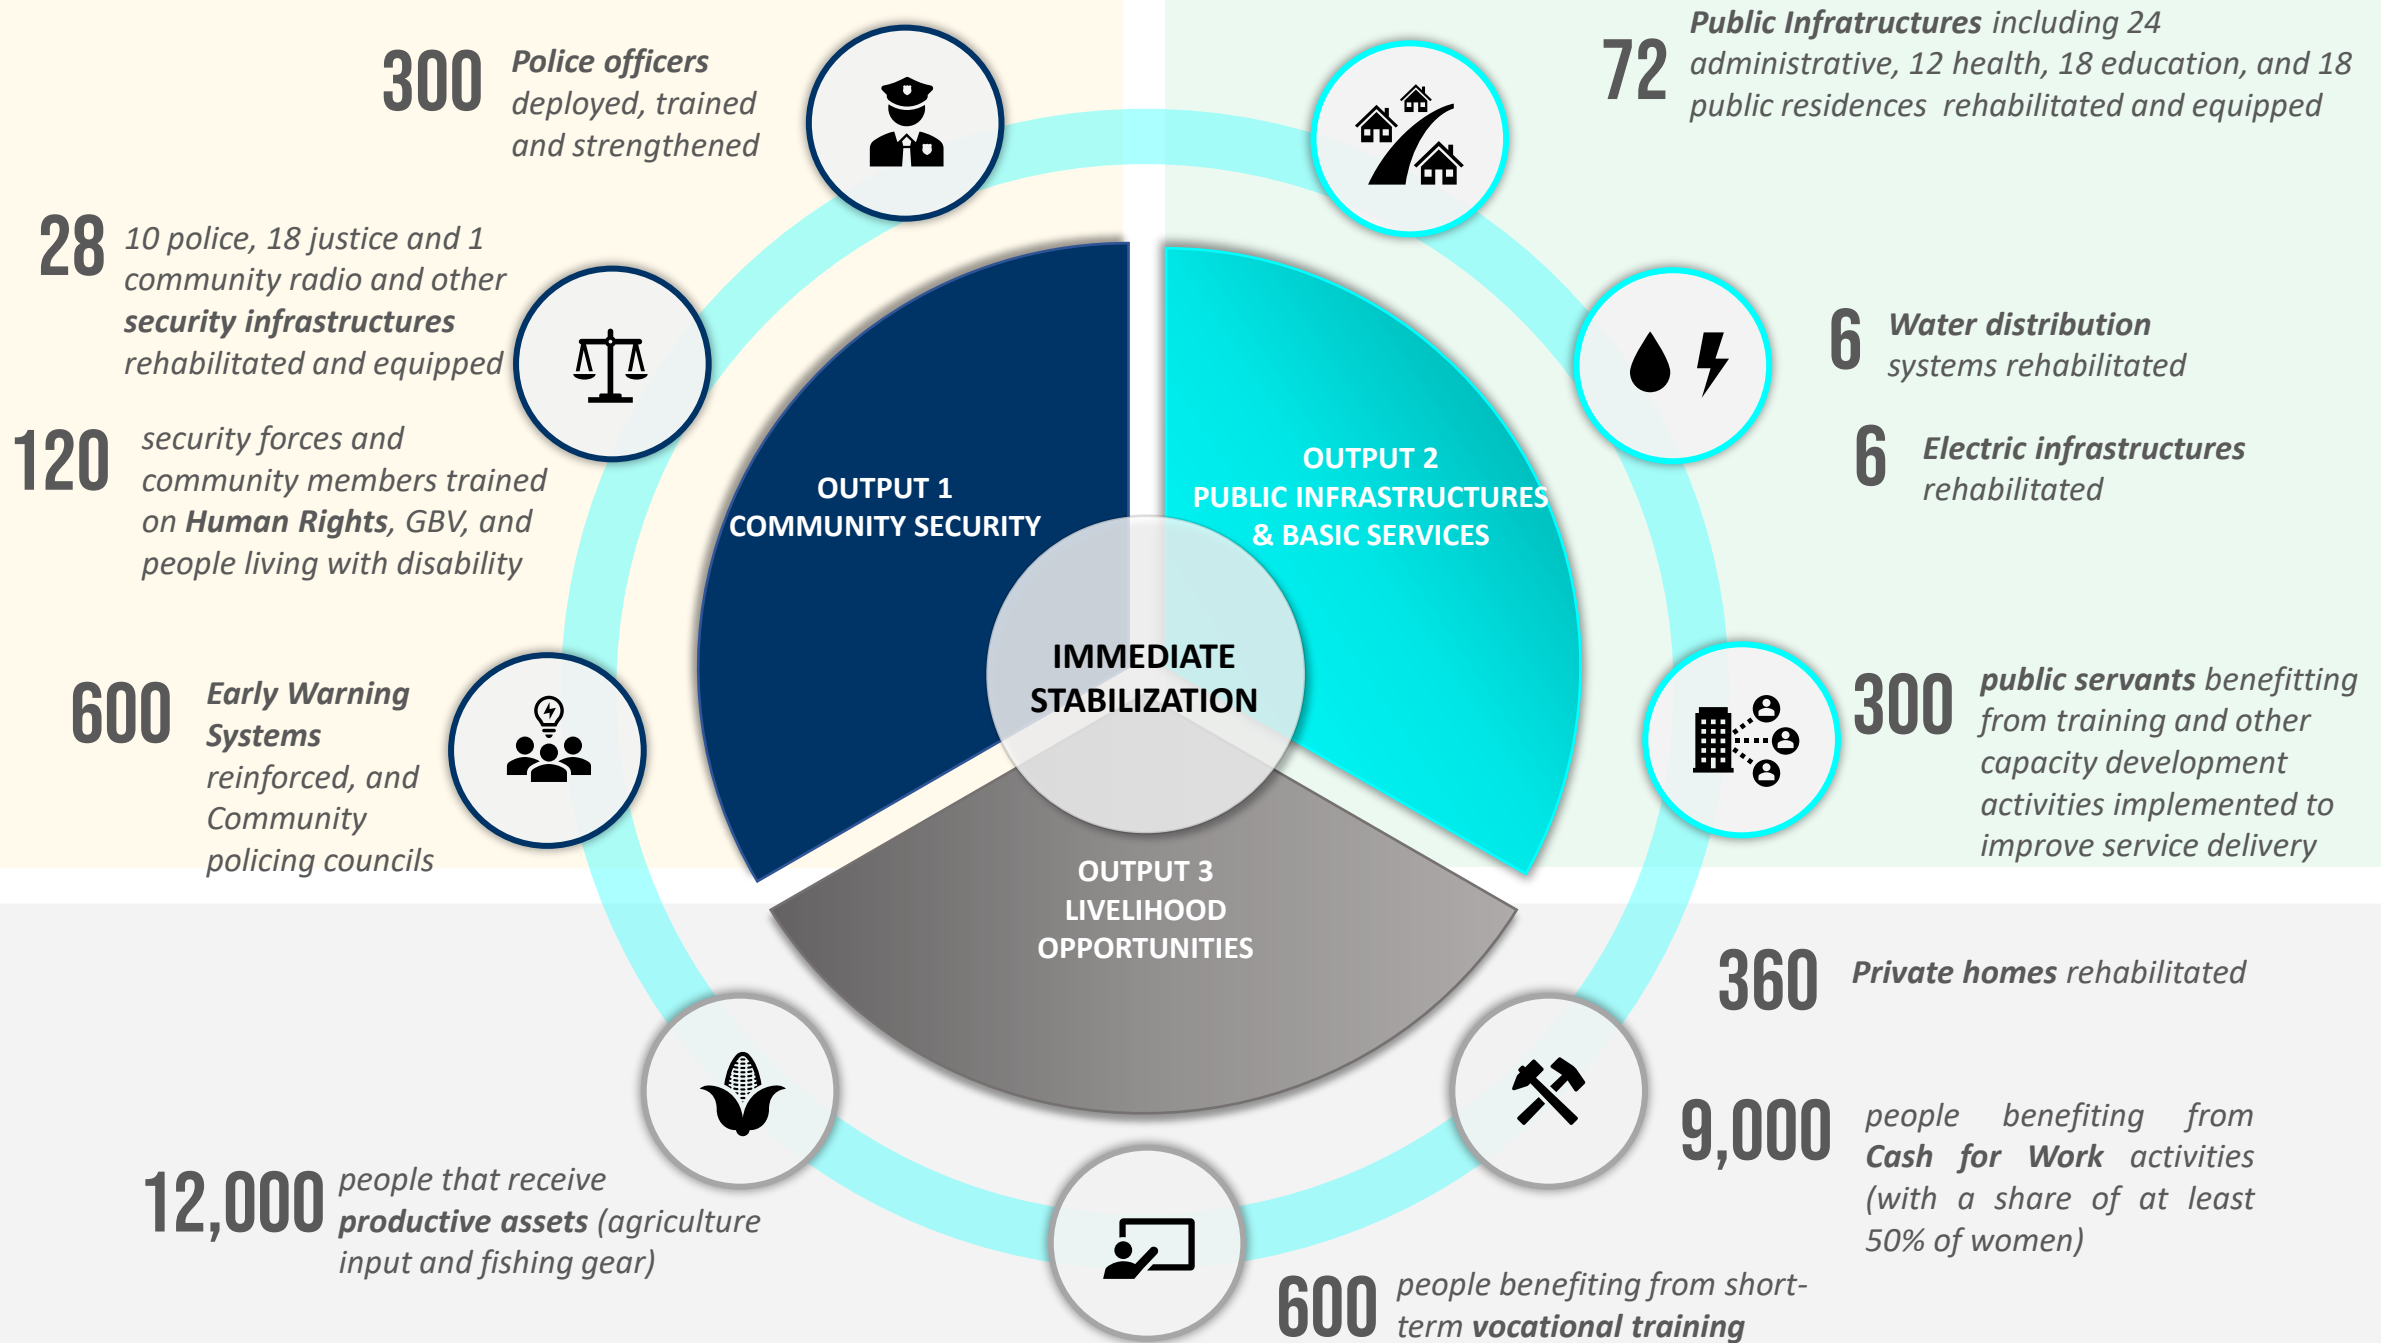 300
Police officers
deployed, trained
and strengthened
28
10 police, 18 justice and 1
community radio and other
security infrastructures
rehabilitated and equipped
120
security forces and
community members trained
on Human Rights, GBV, and
people living with disability
600
Early Warning
Systems
reinforced, and
Community
policing councils
OUTPUT 1
COMMUNITY SECURITY
72
Public Infratructures including 24
administrative, 12 health, 18 education, and 18
public residences rehabilitated and equipped
6
Water distribution
systems rehabilitated
6
Electric infrastructures
rehabilitated
300
public servants benefitting
from training and other
capacity development
activities implemented to
improve service delivery
OUTPUT 2
PUBLIC INFRASTRUCTURES
& BASIC SERVICES
IMMEDIATE
STABILIZATION
OUTPUT 3
LIVELIHOOD
OPPORTUNITIES
360
Private homes rehabilitated
9,000
people benefiting from
Cash for Work activities
(with a share of at least
50% of women)
12,000
people that receive
productive assets (agriculture
input and fishing gear)
600
people benefiting from short-
term vocational training